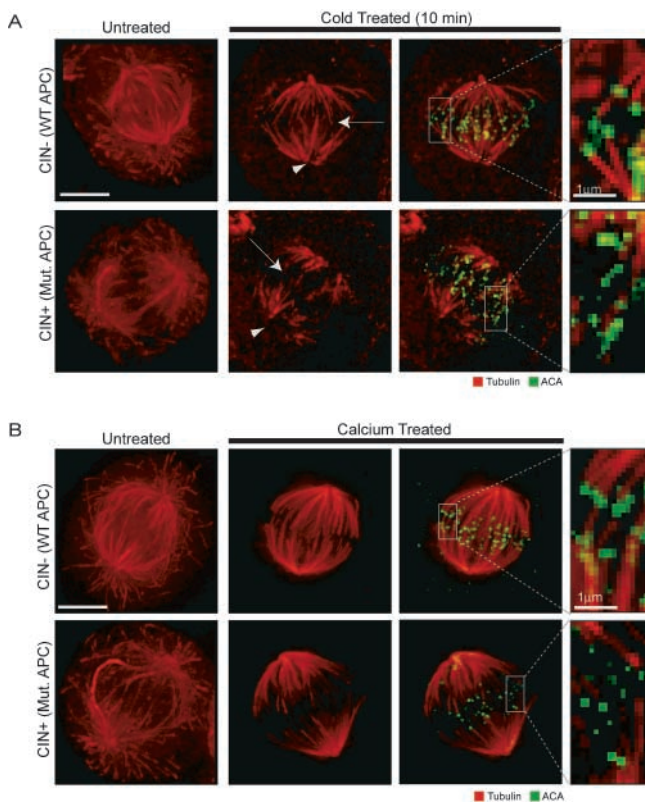 A
Untreated
Cold Treated (10 min)
CIN- (WT APC)
1μm
CIN+ (Mut. APC)
Tubulin ACA
B
Untreated
Calcium Treated
CIN- (WT APC)
1μm
CIN+ (Mut. APC)
Tubulin ACA